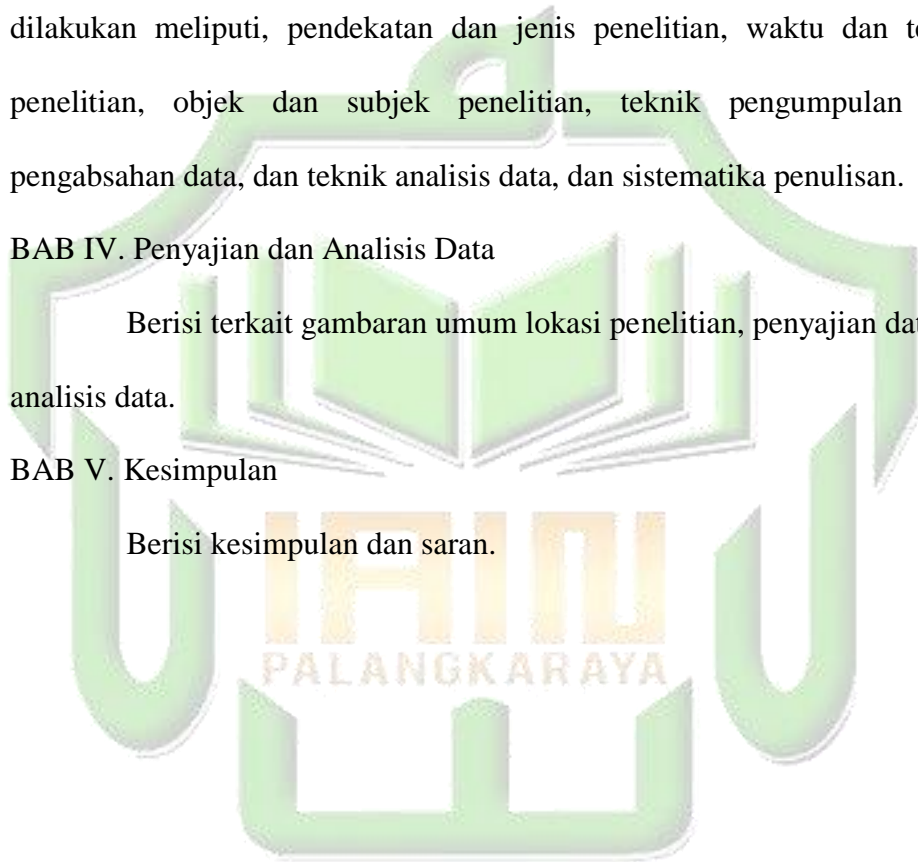 dilakukan meliputi, pendekatan dan jenis penelitian, waktu dan
penelitian, objek dan subjek penelitian, teknik pengumpulan
pengabsahan data, dan teknik analisis data, dan sistematika penulisan.
BAB IV. Penyajian dan Analisis Data
Berisi terkait gambaran umum lokasi penelitian, penyajian
analisis data.
BAB V. Kesimpulan
Berisi kesimpulan dan saran.
IAIN
PALANGKARAYA